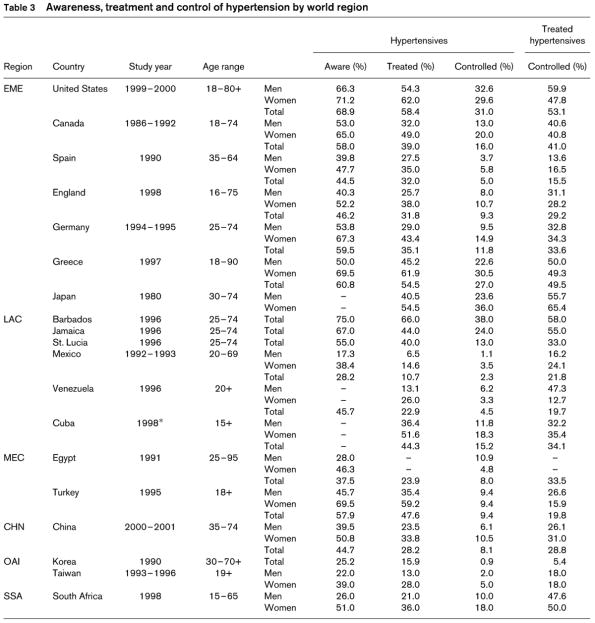 Table 3 Awareness, treatment and control of hypertension by world region
Hypertensives Treated hypertensives
Region Country Study year Age range Aware (%) Treated (%) Controlled (%) Controlled (%)
EME United States 1999–2000 18–80+ Men 66.3 54.3 32.6 59.9
Women 71.2 62.0 29.6 47.8
Total 68.9 58.4 31.0 53.1
Canada 1986–1992 18–74 Men 53.0 32.0 13.0 40.6
Women 65.0 49.0 20.0 40.8
Total 58.0 39.0 16.0 41.0
Spain 1990 35–64 Men 39.8 27.5 3.7 13.6
Women 47.7 35.0 5.8 16.5
Total 44.5 32.0 5.0 15.5
England 1998 16–75 Men 40.3 25.7 8.0 31.1
Women 52.2 38.0 10.7 28.2
Total 46.2 31.8 9.3 29.2
Germany 1994–1995 25–74 Men 53.8 29.0 9.5 32.8
Women 67.3 43.4 14.9 34.3
Total 59.5 35.1 11.8 33.6
Greece 1997 18–90 Men 50.0 45.2 22.6 50.0
Women 69.5 61.9 30.5 49.3
Total 60.8 54.5 27.0 49.5
Japan 1980 30–74 Men – 40.5 23.6 55.7
Women – 54.5 36.0 65.4
LAC Barbados 1996 25–74 Total 75.0 66.0 38.0 58.0
Jamaica 1996 25–74 Total 67.0 44.0 24.0 55.0
St. Lucia 1996 25–74 Total 55.0 40.0 13.0 33.0
Mexico 1992–1993 20–69 Men 17.3 6.5 1.1 16.2
Women 38.4 14.6 3.5 24.1
Total 28.2 10.7 2.3 21.8
Venezuela 1996 20+ Men – 13.1 6.2 47.3
Women – 26.0 3.3 12.7
Total 45.7 22.9 4.5 19.7
Cuba 1998* 15+ Men – 36.4 11.8 32.2
Women – 51.6 18.3 35.4
Total – 44.3 15.2 34.1
MEC Egypt 1991 25–95 Men 28.0 – 10.9 –
Women 46.3 – 4.8 –
Total 37.5 23.9 8.0 33.5
Turkey 1995 18+ Men 45.7 35.4 9.4 26.6
Women 69.5 59.2 9.4 15.9
Total 57.9 47.6 9.4 19.8
CHN China 2000–2001 35–74 Men 39.5 23.5 6.1 26.1
Women 50.8 33.8 10.5 31.0
Total 44.7 28.2 8.1 28.8
OAI Korea 1990 30–70+ Total 25.2 15.9 0.9 5.4
Taiwan 1993–1996 19+ Men 22.0 13.0 2.0 18.0
Women 39.0 28.0 5.0 18.0
SSA South Africa 1998 15–65 Men 26.0 21.0 10.0 47.6
Women 51.0 36.0 18.0 50.0